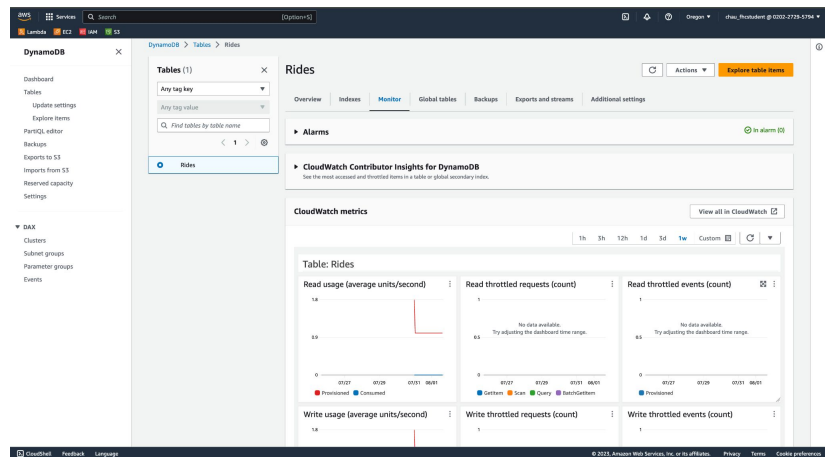 aws
Services
Search
[Option+S]
Oregon ▼
chau_fhostudent @ 0202-2729-5794 ▼
Lambda
EC2
IAM
S3
DynamoDB
Dashboard
Tables
Update settings
Explore items
PartiQL editor
Backups
Exports to S3
Imports from S3
Reserved capacity
Settings
DAX
Clusters
Subnet groups
Parameter groups
Events
DynamoDB > Tables > Rides
Tables (1)
Any tag key
Any tag value
Find tables by table name
1
Rides
Rides
Actions ▼
Explore table items
Overview
Indexes
Monitor
Global tables
Backups
Exports and streams
Additional settings
Alarms
In alarm (0)
CloudWatch Contributor Insights for DynamoDB
See the most accessed and throttled items in a table or global secondary index.
CloudWatch metrics
View all in CloudWatch
1h 3h 12h 1d 3d 1w Custom
Table: Rides
Read usage (average units/second)
1.8
0.9
0
07/27 07/29 07/31 08/01
Provisioned Consumed
Read throttled requests (count)
1
No data available.
Try adjusting the dashboard time range.
0.5
0
07/27 07/29 07/31 08/01
GetItem Scan Query BatchGetItem
Read throttled events (count)
1
No data available.
Try adjusting the dashboard time range.
0.5
0
07/27 07/29 07/31 08/01
Provisioned
Write usage (average units/second)
1.8
Write throttled requests (count)
1
Write throttled events (count)
1
CloudShell Feedback Language
© 2023, Amazon Web Services, Inc. or its affiliates. Privacy Terms Cookie preferences